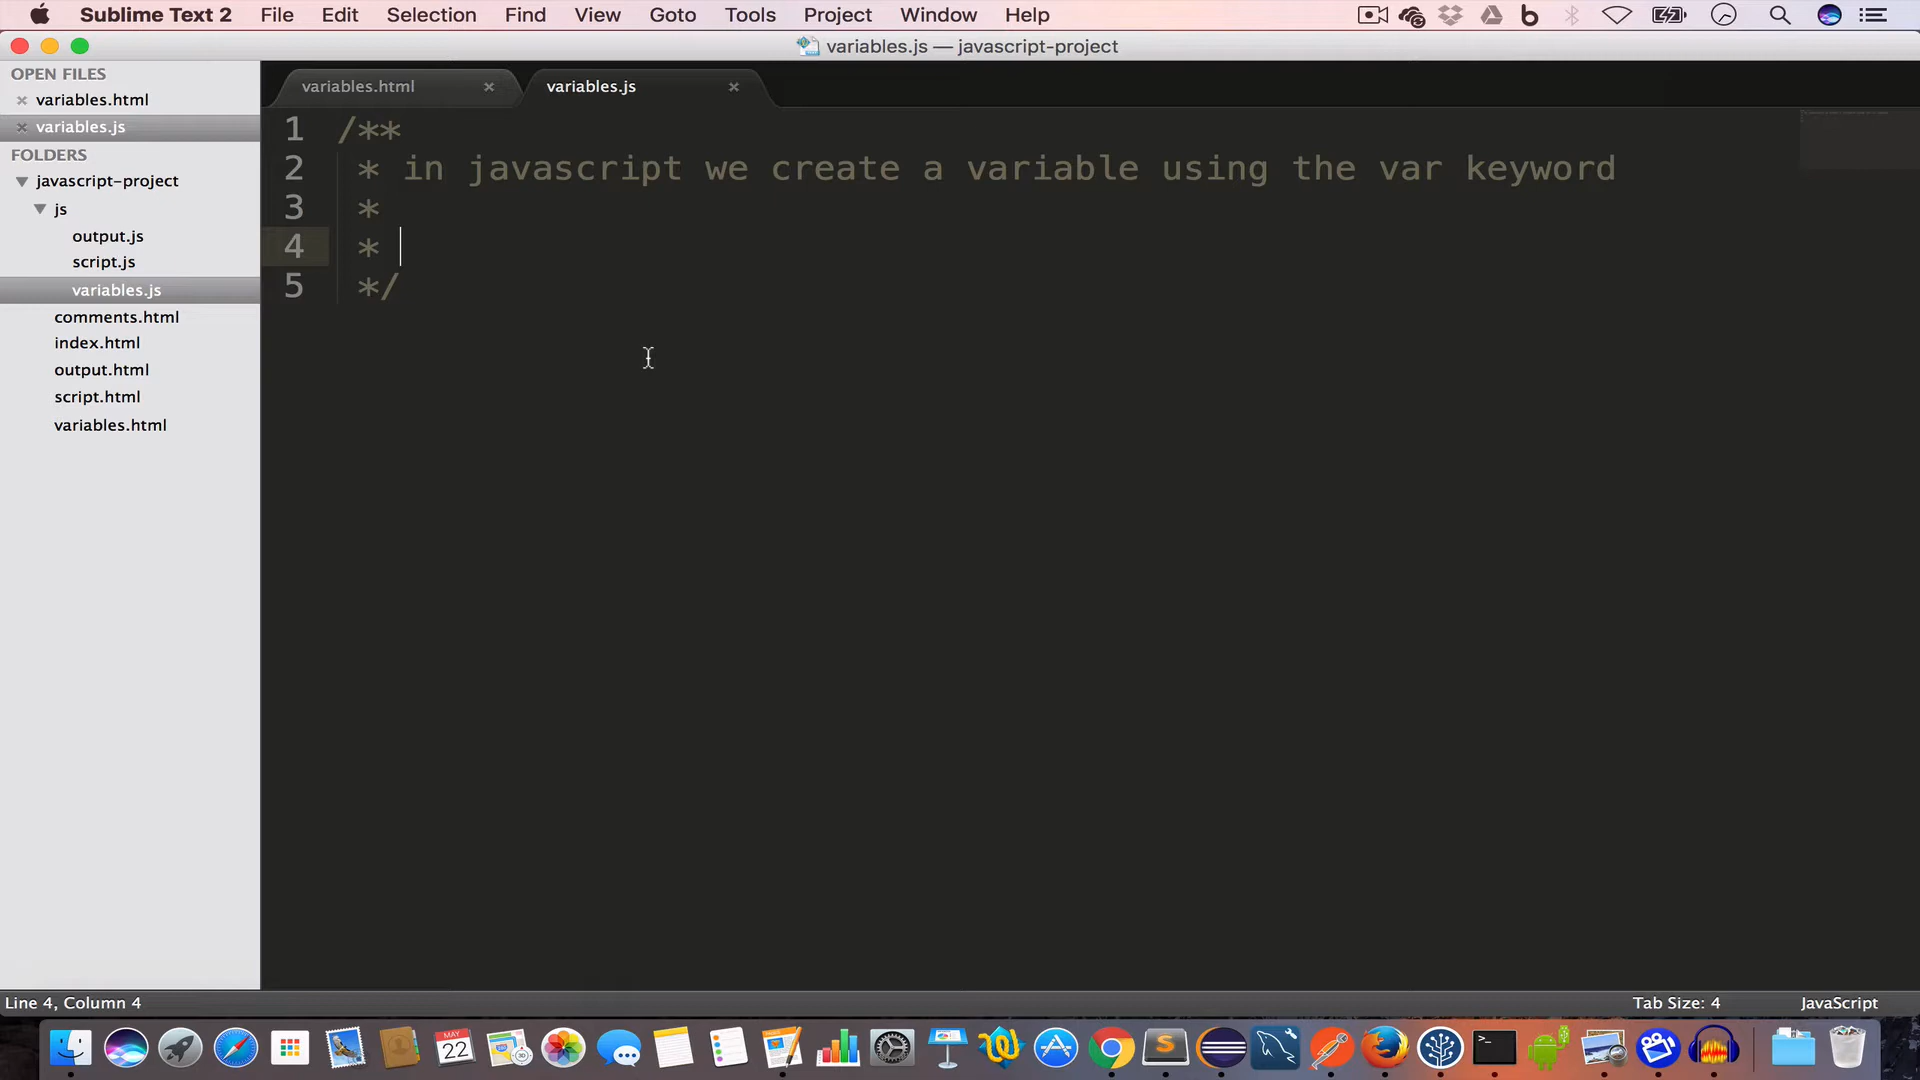 Sublime Text 2 File Edit Selection Find View Goto Tools Project Window Help
variables.js — javascript-project
OPEN FILES
variables.html
variables.js
FOLDERS
javascript-project
js
output.js
script.js
variables.js
comments.html
index.html
output.html
script.html
variables.html
variables.html variables.js
1 /**
2 * in javascript we create a variable using the var keyword
3 *
4 *
5 */
Line 4, Column 4 Tab Size: 4 JavaScript
MAY
22